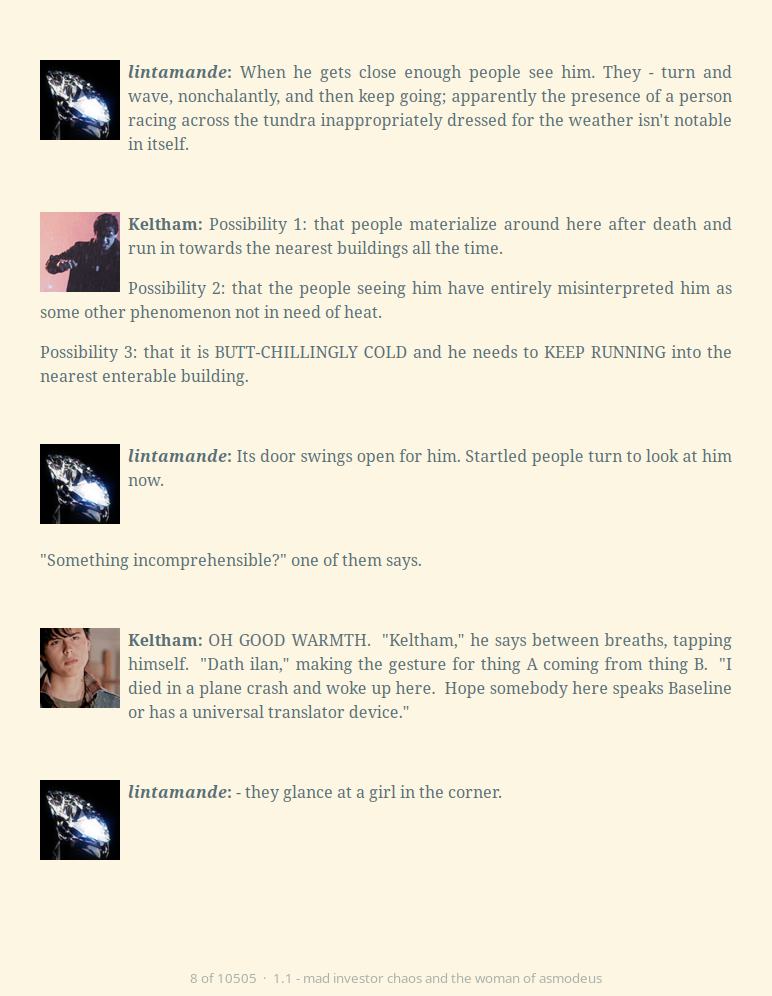 lintamande: When he gets close enough people see him. They - turn and
wave, nonchalantly, and then keep going; apparently the presence of a person
racing across the tundra inappropriately dressed for the weather isn't notable
in itself.
Keltham: Possibility 1: that people materialize around here after death and
run in towards the nearest buildings all the time.
Possibility 2: that the people seeing him have entirely misinterpreted him as
some other phenomenon not in need of heat.
Possibility 3: that it is BUTT-CHILLINGLY COLD and he needs to KEEP RUNNING into the
nearest enterable building.
lintamande: Its door swings open for him. Startled people turn to look at him
now.
"Something incomprehensible?" one of them says.
Keltham: OH GOOD WARMTH.  "Keltham," he says between breaths, tapping
himself.  "Dath ilan," making the gesture for thing A coming from thing B.  "I
died in a plane crash and woke up here.  Hope somebody here speaks Baseline
or has a universal translator device."
lintamande: - they glance at a girl in the corner.
8 of 10505 · 1.1 - mad investor chaos and the woman of asmodeus